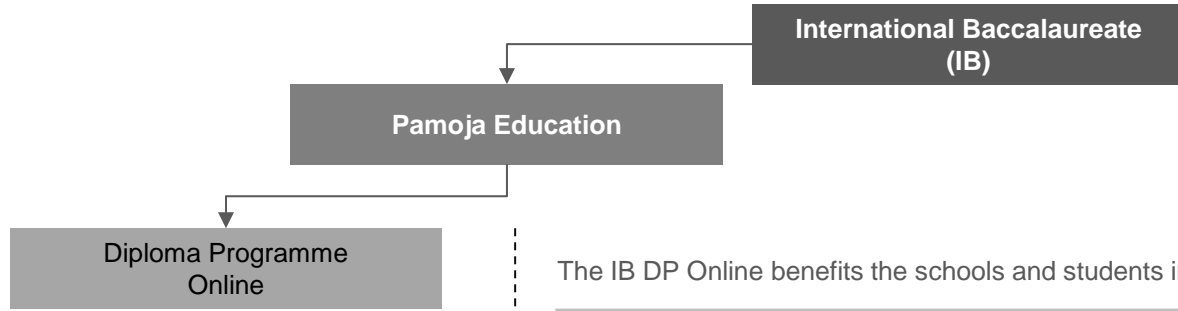 International Baccalaureate
(IB)
Pamoja Education
Diploma Programme
Online
The IB DP Online benefits the schools and students